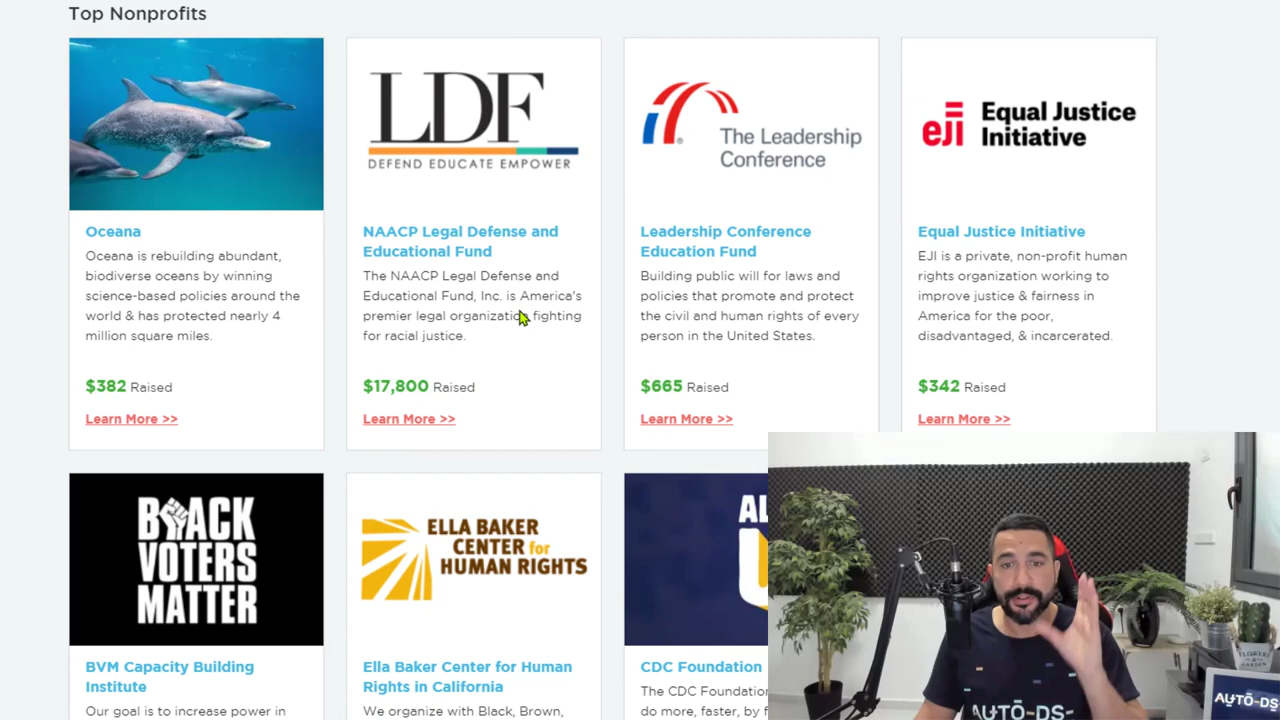 Top Nonprofits
LDF
DEFEND EDUCATE EMPOWER
The Leadership
Conference
eji Equal Justice
Initiative
Oceana
Oceana is rebuilding abundant,
biodiverse oceans by winning
science-based policies around the
world & has protected nearly 4
million square miles.
$382 Raised
Learn More >>
NAACP Legal Defense and
Educational Fund
The NAACP Legal Defense and
Educational Fund, Inc. is America's
premier legal organization fighting
for racial justice.
$17,800 Raised
Learn More >>
Leadership Conference
Education Fund
Building public will for laws and
policies that promote and protect
the civil and human rights of every
person in the United States.
$665 Raised
Learn More >>
Equal Justice Initiative
EJI is a private, non-profit human
rights organization working to
improve justice & fairness in
America for the poor,
disadvantaged, & incarcerated.
$342 Raised
Learn More >>
BLACK
VOTERS
MATTER
ELLA BAKER
CENTER for
HUMAN RIGHTS
AL
BVM Capacity Building
Institute
Our goal is to increase power in
Ella Baker Center for Human
Rights in California
We organize with Black, Brown,
CDC Foundation
The CDC Foundation
do more, faster, by f
AUTO-DS-
AUTO-DS